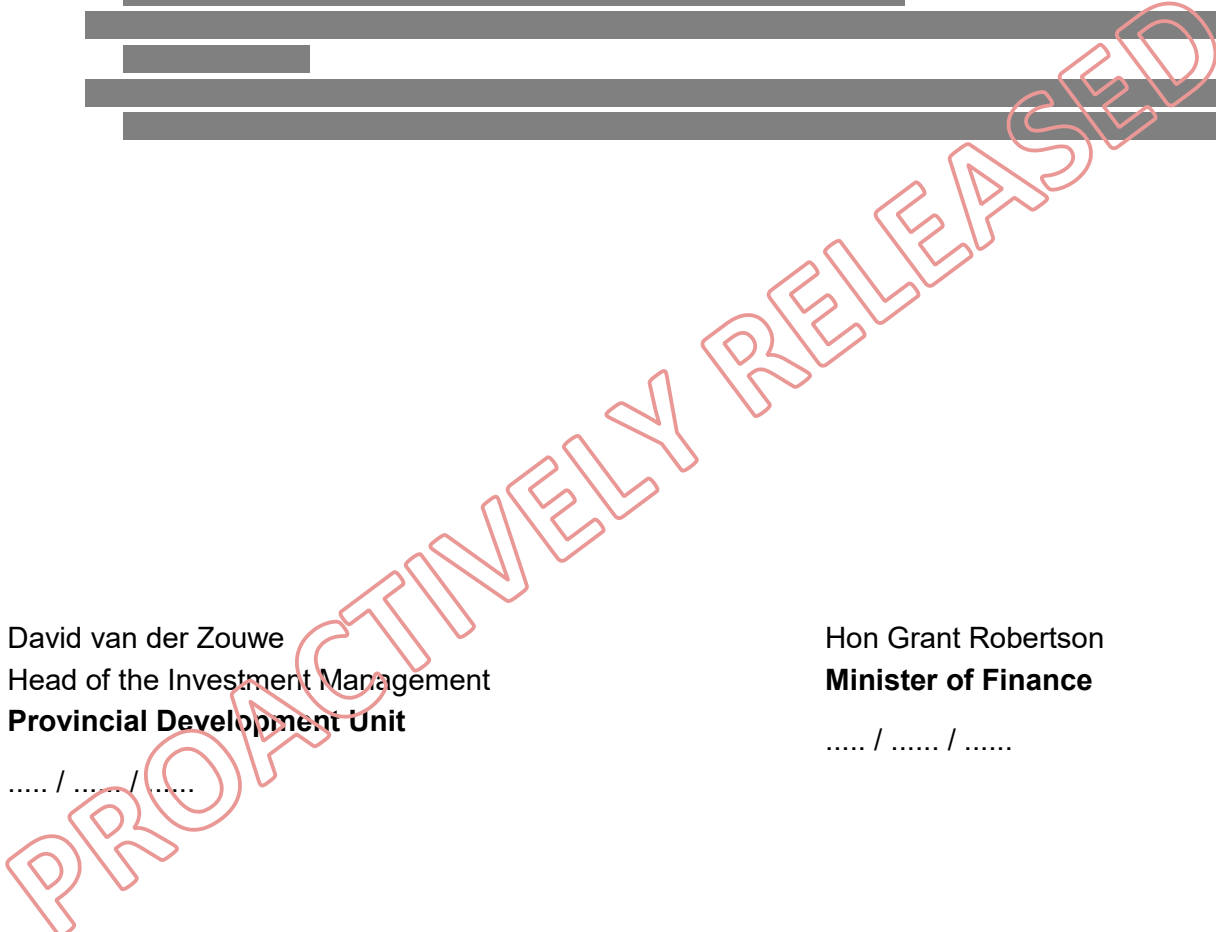 David van der Zouwe
Head of the Investment Management
Provincial Development Unit
..... / ...... / ......
Hon Grant Robertson
Minister of Finance
..... / ...... / ......
PROACTIVELY RELEASED